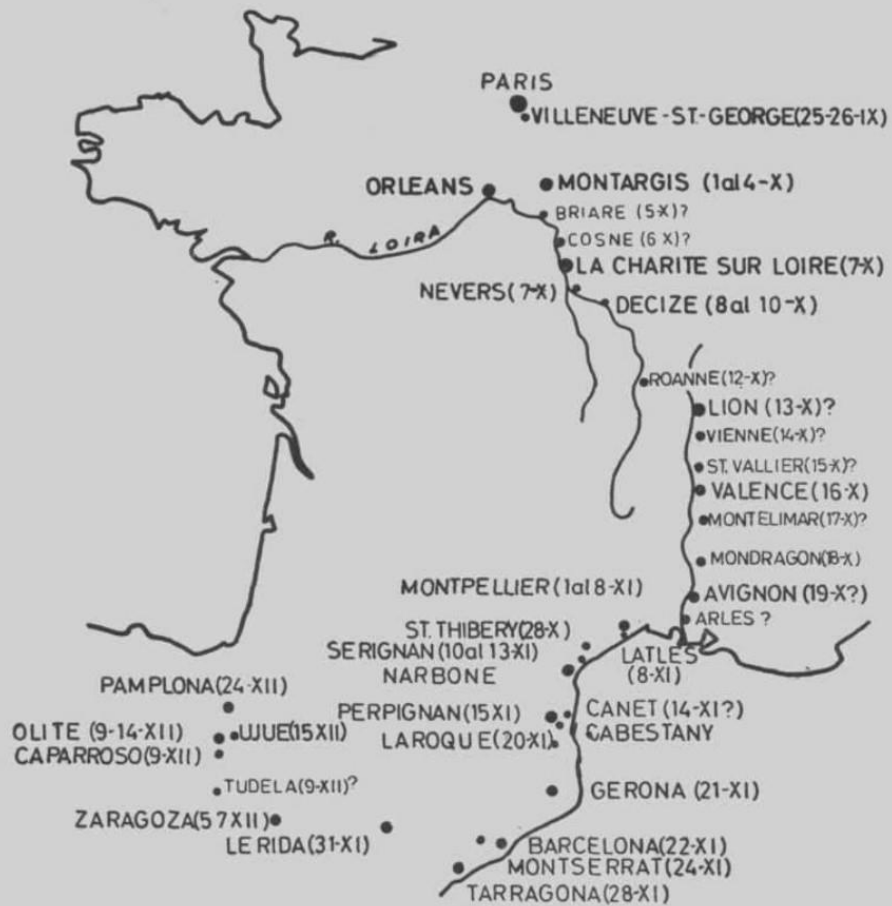 PARIS
VILLENEUVE-ST-GEORGE(25-26-IX)
ORLEANS
MONTARGIS (1al4-X)
BRIARE (5-X)?
R. LOIRA
COSNE (6 X)?
LA CHARITE SUR LOIRE(7-X)
NEVERS(7-X)
DECIZE (8al 10-X)
ROANNE(12-X)?
LION (13-X)?
VIENNE(14-X)?
ST. VALLIER(15-X)?
VALENCE(16-X)
MONTELIMAR(17-X)?
MONDRAGON(18-X)
MONTPELLIER(1al8-XI)
AVIGNON(19-X?)
ARLES ?
ST. THIBERY(28-X)
SERIGNAN(10al 13-XI)
LATLES
(8-XI)
NARBONE
PAMPLONA(24-XII)
PERPIGNAN(15XI)
CANET(14-XI?)
OLITE (9-14-XII)
UJUE(15XII)
CABESTANY
LAROQUE(20-XI)
CAPARROSO(9-XII)
TUDELA(9-XII)?
GERONA (21-XI)
ZARAGOZA(57XII)
LERIDA(31-XI)
BARCELONA(22-XI)
MONTSERRAT(24-XI)
TARRAGONA(28-XI)